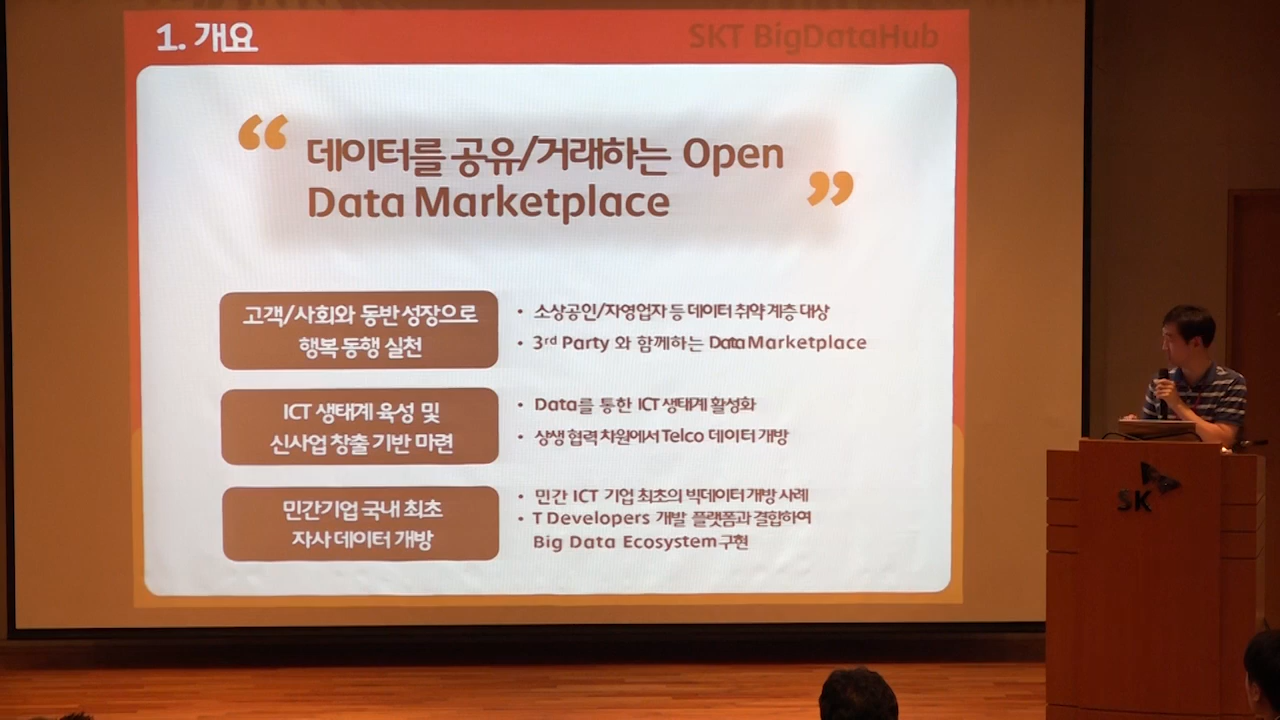 1. 개요
SKT BigDataHub
“ 데이터를 공유/거래하는 Open
Data Marketplace ”
고객/사회와 동반 성장으로
행복 동행 실천
• 소상공인/자영업자 등 데이터 취약 계층 대상
• 3rd Party 와 함께하는 Data Marketplace
ICT 생태계 육성 및
신사업 창출 기반 마련
• Data를 통한 ICT 생태계 활성화
• 상생 협력 차원에서 Telco 데이터 개방
민간기업 국내 최초
자사 데이터 개방
• 민간 ICT 기업 최초의 빅데이터 개방 사례
• T Developers 개발 플랫폼과 결합하여
Big Data Ecosystem 구현
SK